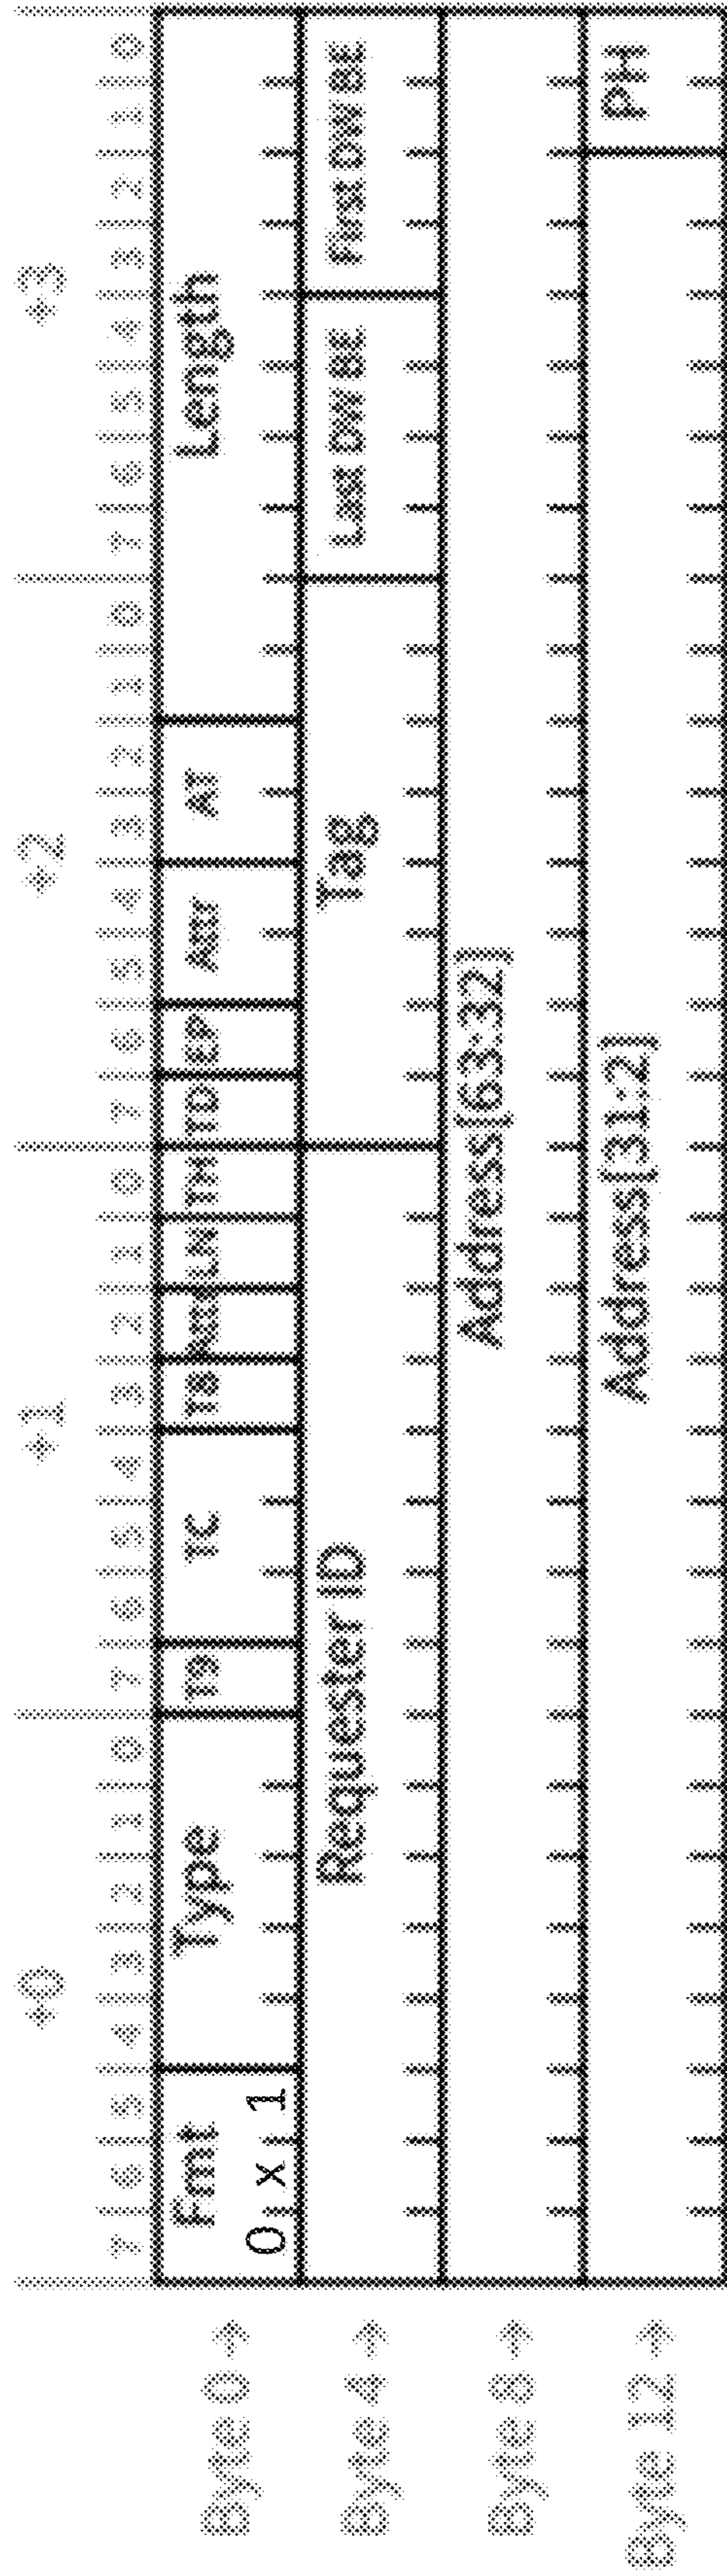 +0 +1 +2 +3
7 6 5 4 3 2 1 0 7 6 5 4 3 2 1 0 7 6 5 4 3 2 1 0 7 6 5 4 3 2 1 0
Byte 0 → Fmt Type T9 TC T8 Attr LN TH TD EP Attr AT Length
0 x 1
Byte 4 → Requester ID Tag Last DW BE First DW BE
Byte 8 → Address[63:32]
Byte 12 → Address[31:2] PH